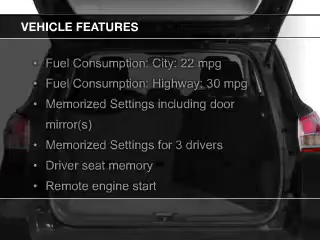 VEHICLE FEATURES
• Fuel Consumption: City: 22 mpg
• Fuel Consumption: Highway: 30 mpg
• Memorized Settings including door
mirror(s)
• Memorized Settings for 3 drivers
• Driver seat memory
• Remote engine start